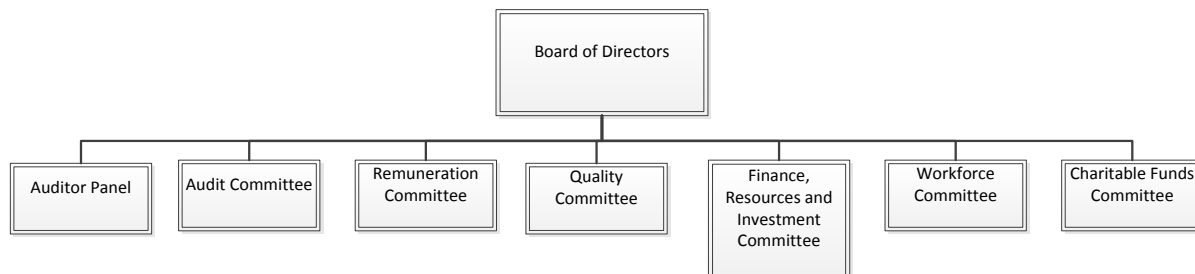 Board of Directors
Auditor Panel
Audit Committee
Remuneration
Committee
Quality
Committee
Finance,
Resources and
Investment
Committee
Workforce
Committee
Charitable Funds
Committee